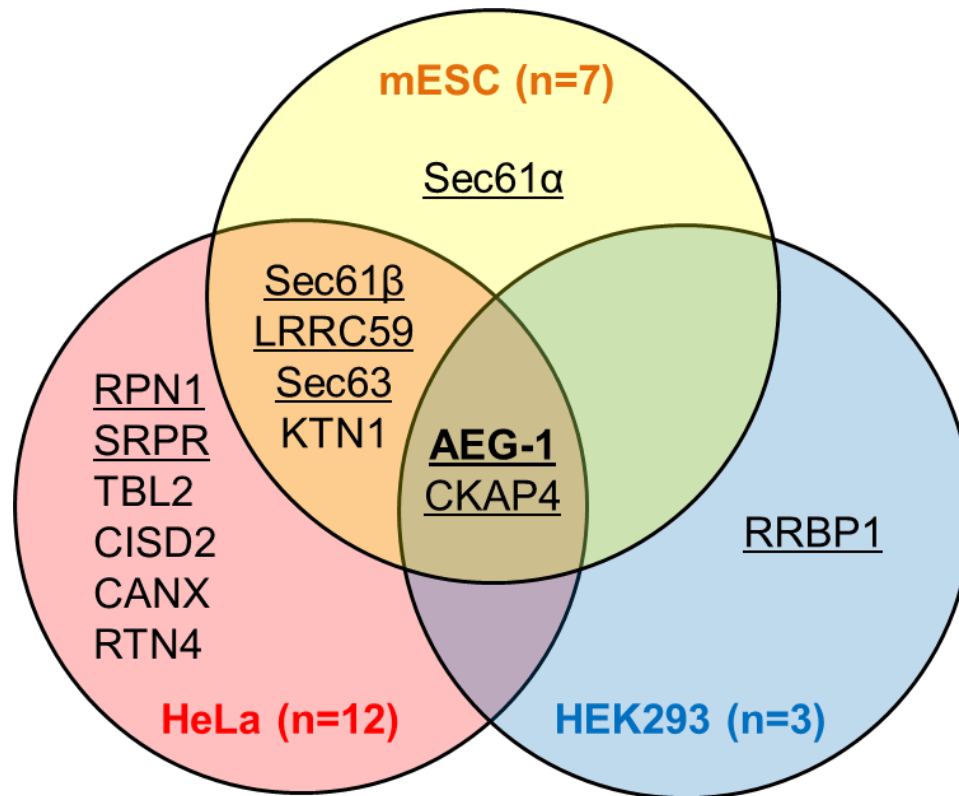 mESC (n=7)
Sec61α
Sec61β
LRRC59
Sec63
KTN1
RPN1
SRPR
TBL2
CISD2
CANX
RTN4
AEG-1
CKAP4
RRBP1
HeLa (n=12)
HEK293 (n=3)